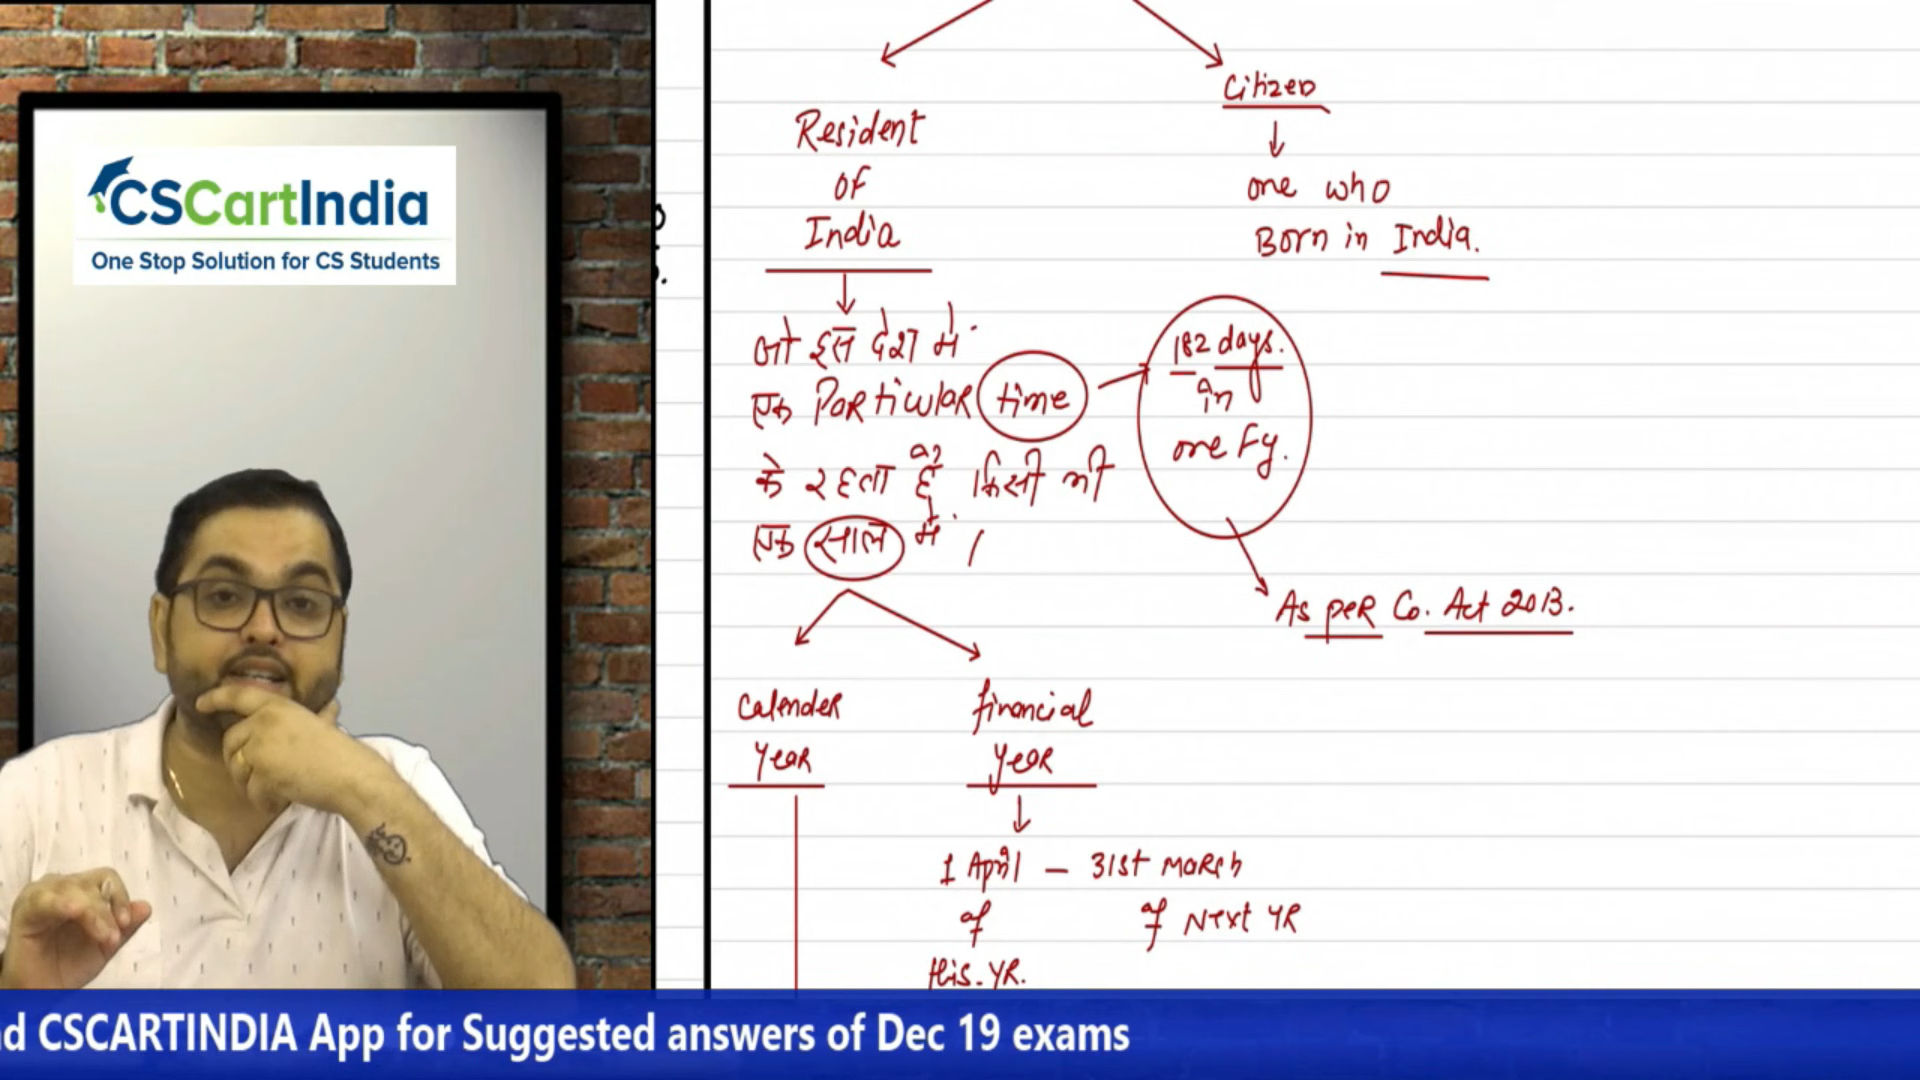 CSCartIndia
One Stop Solution for CS Students
Resident
of
India
जो इस देश में
एक Particular time
के रहता है किसी भी
एक साल में ।
Citizen
one who
Born in India.
182 days.
in
one Fy.
As per Co. Act 2013.
Calender
Year
financial
Year
1 April — 31st March
of of Next YR
this YR.
nd CSCARTINDIA App for Suggested answers of Dec 19 exams